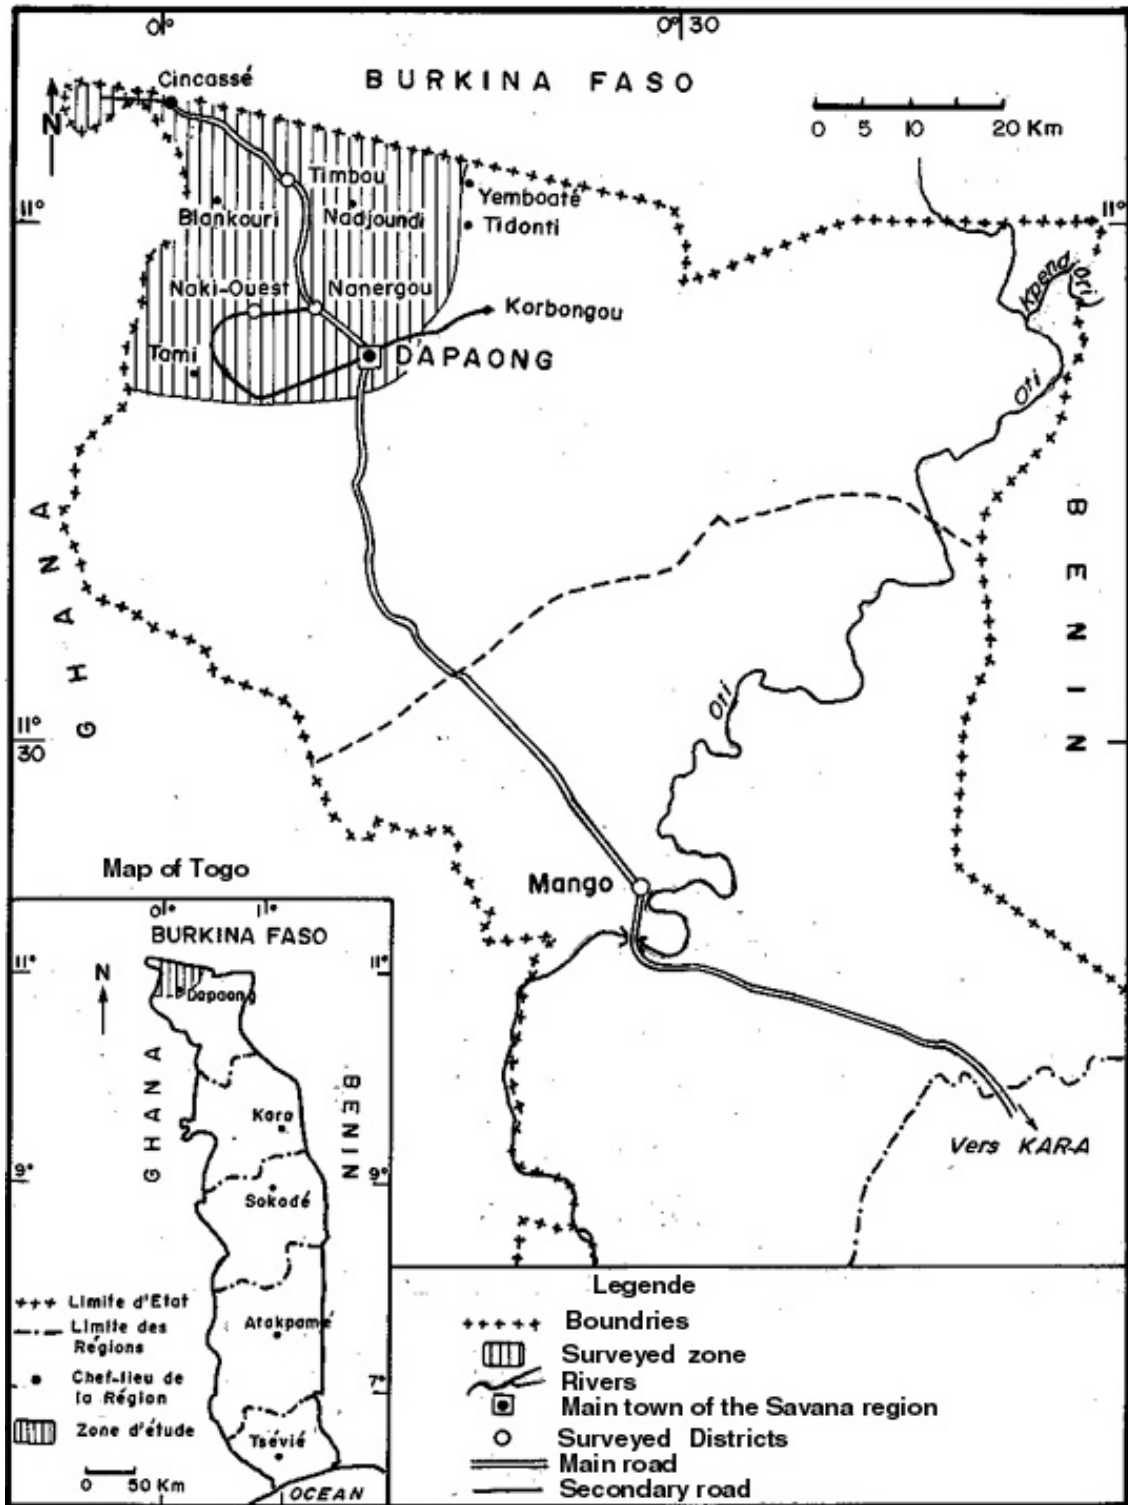 0°
0° 30
BURKINA FASO
Cincassé
N
0 5 10 20 Km
Timbou
Yemboaté
Blankouri
Nadjoundi
Tidonti
11°
11°
Kpend
ori
Naki-Ouest
Nanergou
Korbongou
Tami
DAPAONG
Oti
GHANA
BENIN
Oti
11°
30
Mango
Vers KAR-A
Map of Togo
0°
1°
BURKINA FASO
11°
N
11°
Dapaong
GHANA
BENIN
Kara
9°
9°
Sokodé
Atakpamé
7°
Tsévié
OCEAN
+++ Limite d'Etat
Limite des
Régions
Chef-lieu de
la Région
Zone d'étude
0 50 Km
Legende
Boundries
Surveyed zone
Rivers
Main town of the Savana region
Surveyed Districts
Main road
Secondary road